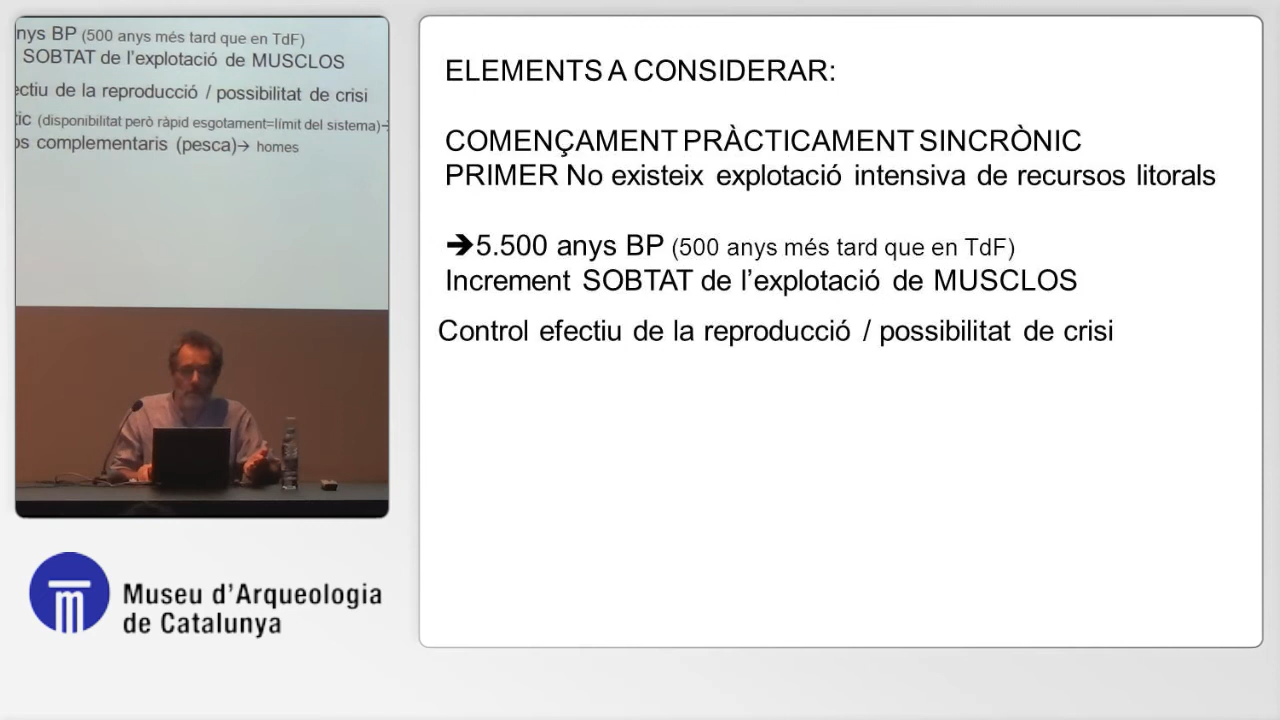 nys BP (500 anys més tard que en TdF)
SOBTAT de l'explotació de MUSCLOS
ectiu de la reproducció / possibilitat de crisi
tic (disponibilitat però ràpid esgotament=límit del sistema)→
os complementaris (pesca)→ homes
Museu d'Arqueologia
de Catalunya
ELEMENTS A CONSIDERAR:
COMENÇAMENT PRÀCTICAMENT SINCRÒNIC
PRIMER No existeix explotació intensiva de recursos litorals
➔5.500 anys BP (500 anys més tard que en TdF)
Increment SOBTAT de l'explotació de MUSCLOS
Control efectiu de la reproducció / possibilitat de crisi